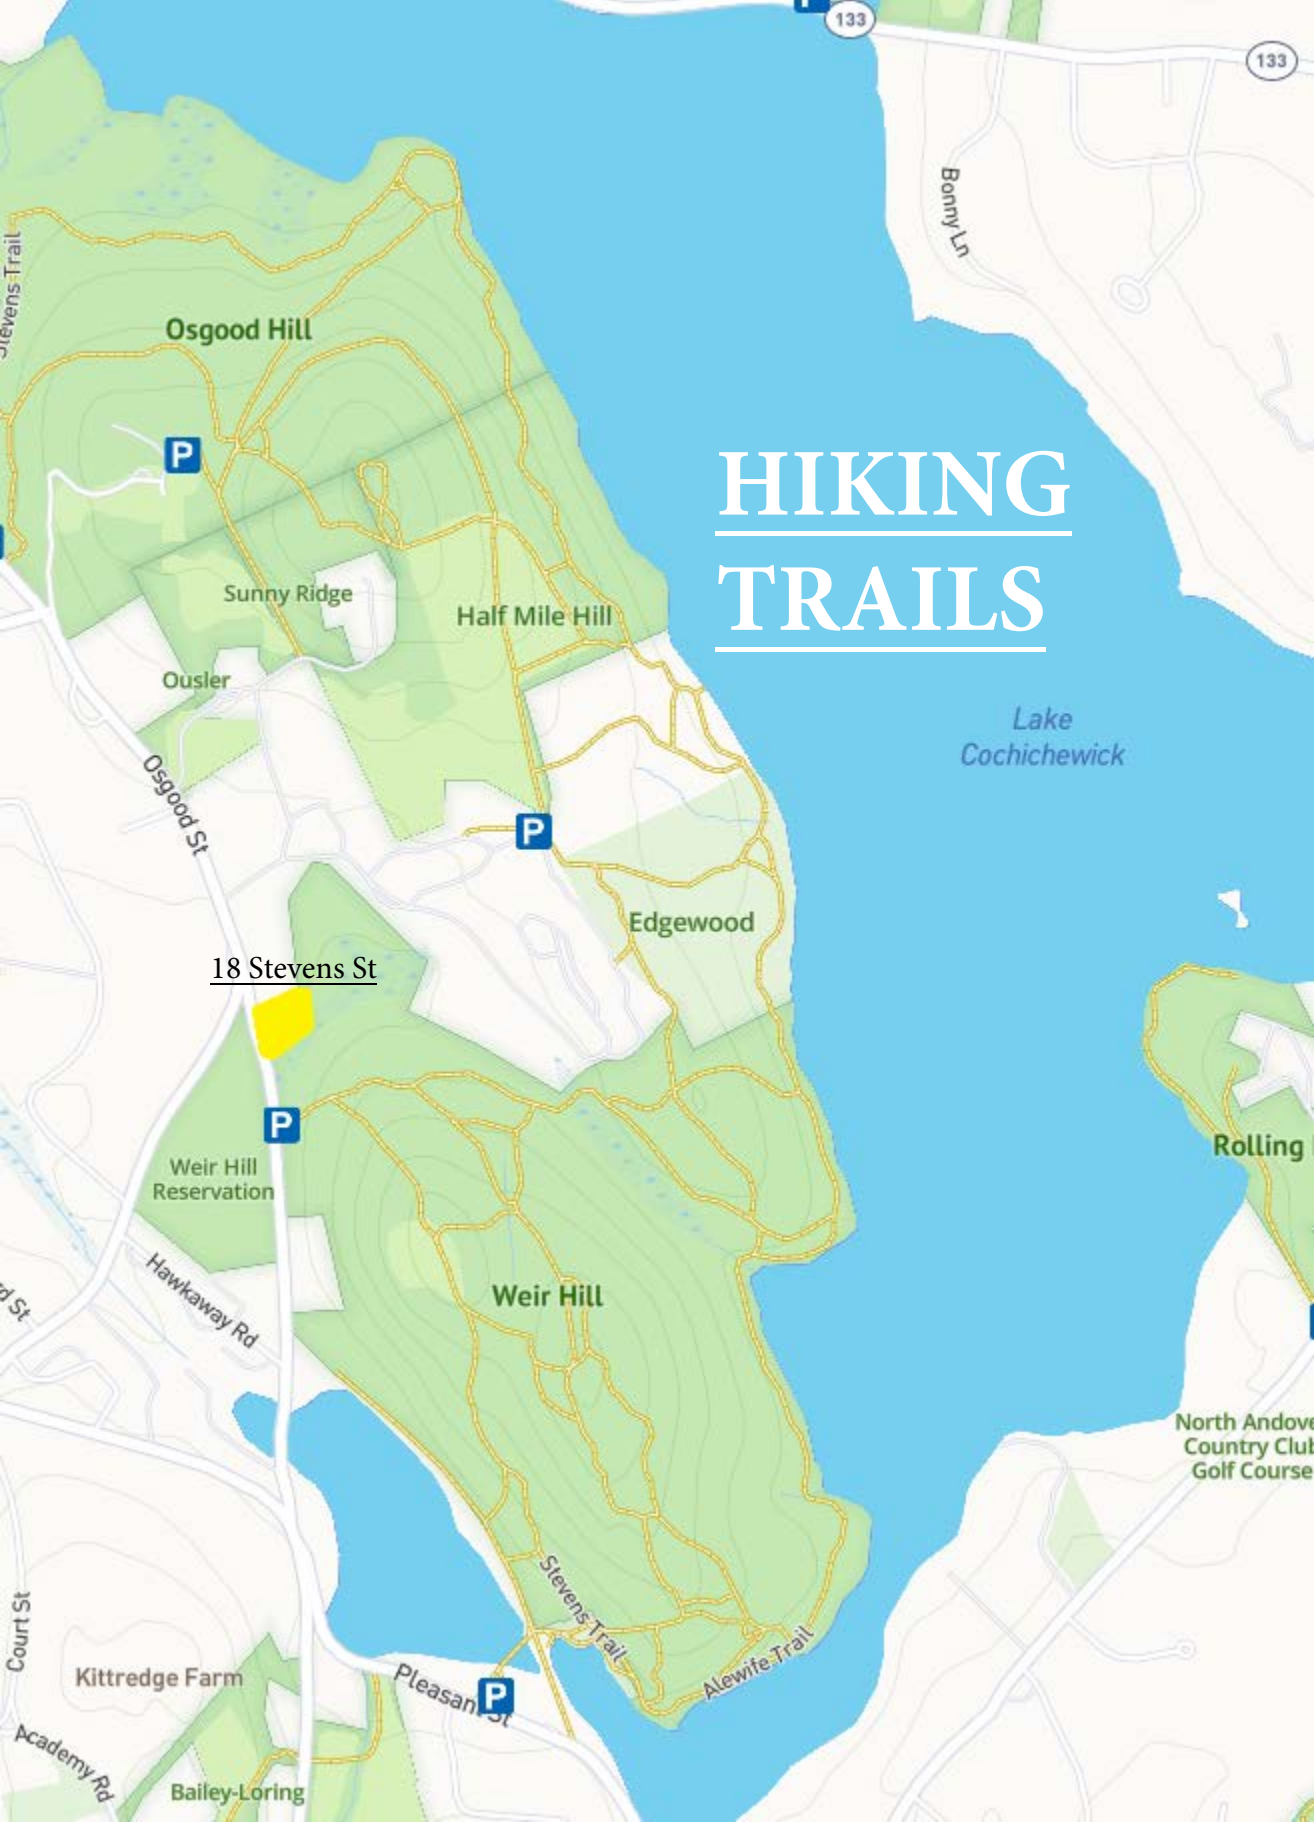 P
133
133
Bonny Ln
Stevens Trail
Osgood Hill
P
HIKING
TRAILS
Sunny Ridge
Half Mile Hill
Ousler
Lake
Cochichewick
Osgood St
P
Edgewood
18 Stevens St
P
Weir Hill
Reservation
Rolling
Hawkaway Rd
Weir Hill
rd St
North Andove
Country Club
Golf Course
Stevens Trail
Court St
Alewife Trail
Kittredge Farm
Pleasant St
P
Academy Rd
Bailey-Loring